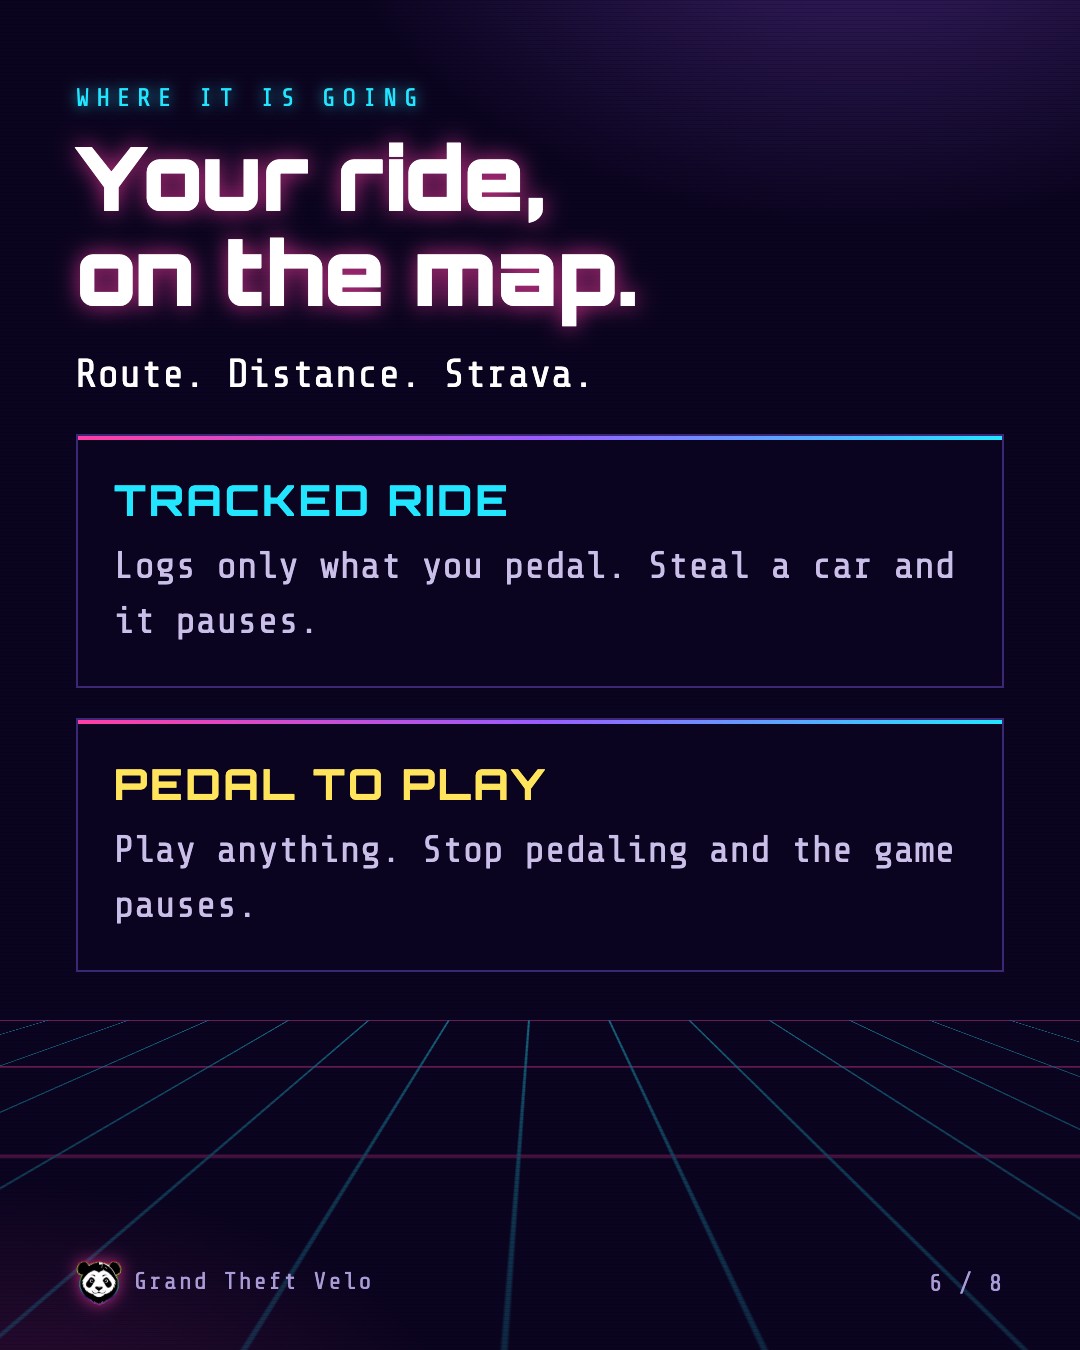 WHERE IT IS GOING
Your ride,
on the map.
Route. Distance. Strava.
TRACKED RIDE
Logs only what you pedal. Steal a car and
it pauses.
PEDAL TO PLAY
Play anything. Stop pedaling and the game
pauses.
Grand Theft Velo
6 / 8